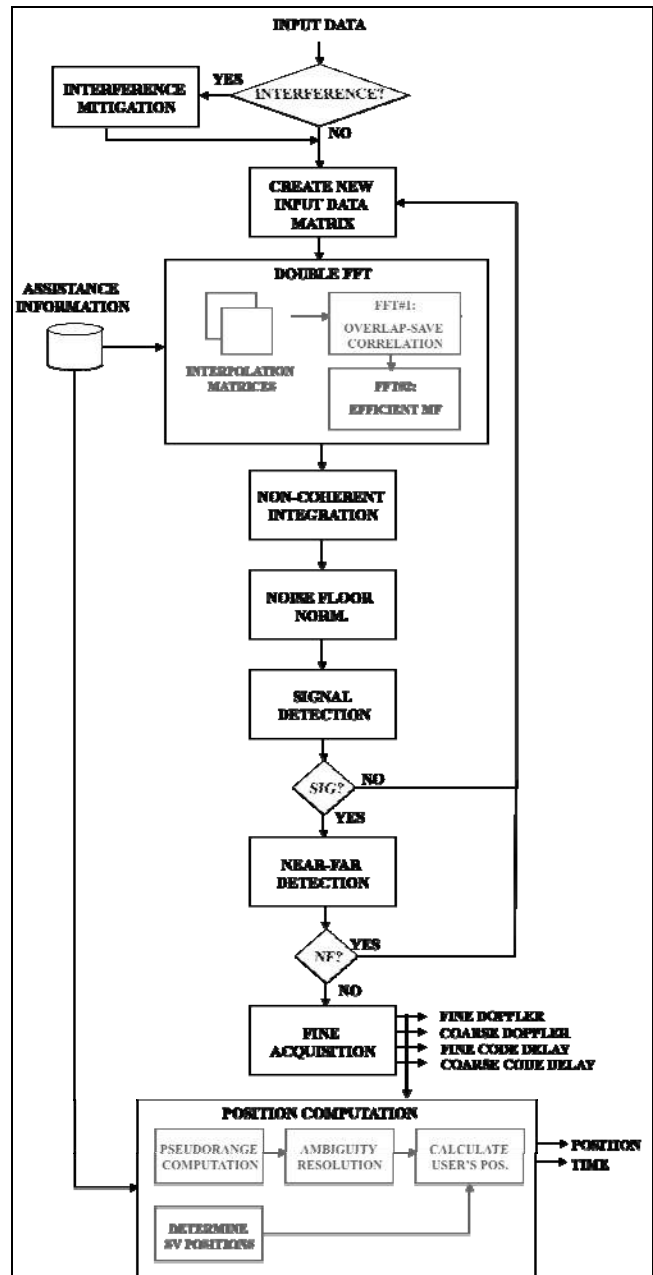 INPUT DATA
INTERFERENCE?
YES
INTERFERENCE
MITIGATION
NO
CREATE NEW
INPUT DATA
MATRIX
DOUBLE FFT
ASSISTANCE
INFORMATION
FFT#1:
OVERLAP-SAVE
CORRELATION
INTERPOLATION
MATRICES
FFT#2:
EFFICIENT MF
NON-COHERENT
INTEGRATION
NOISE FLOOR
NORM.
SIGNAL
DETECTION
SIG?
NO
YES
NEAR-FAR
DETECTION
NF?
YES
NO
FINE
ACQUISITION
FINE DOPPLER
COARSE DOPPLER
FINE CODE DELAY
COARSE CODE DELAY
POSITION COMPUTATION
PSEUDORANGE
COMPUTATION
AMBIGUITY
RESOLUTION
CALCULATE
USER'S POS.
POSITION
TIME
DETERMINE
SV POSITIONS